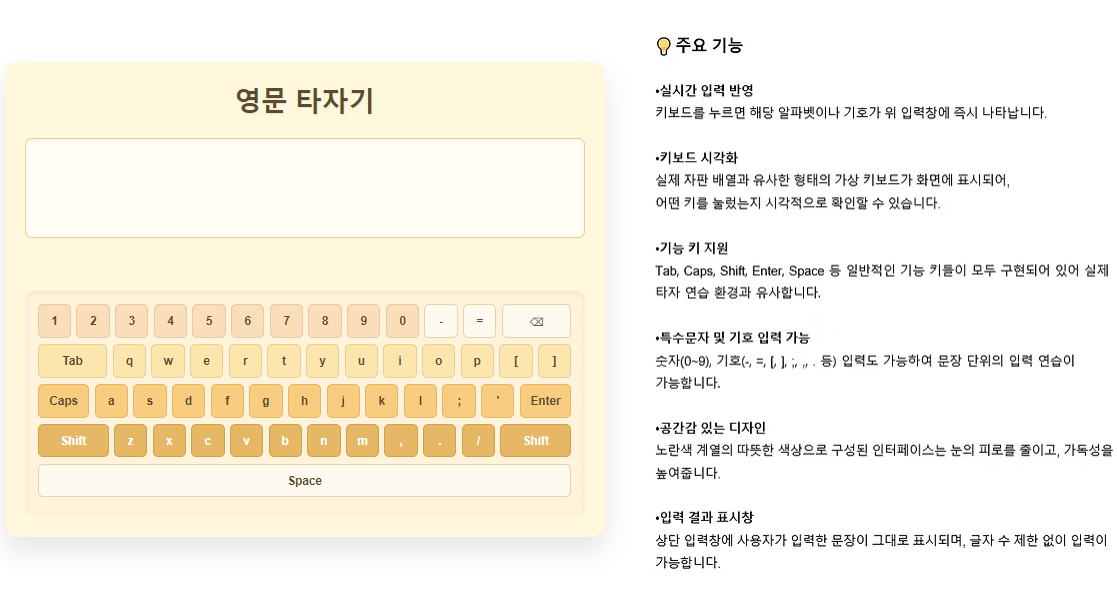 영문 타자기
1 2 3 4 5 6 7 8 9 0 - = ⌫
Tab q w e r t y u i o p [ ]
Caps a s d f g h j k l ; ' Enter
Shift z x c v b n m , . / Shift
Space
💡 주요 기능
•실시간 입력 반영
키보드를 누르면 해당 알파벳이나 기호가 위 입력창에 즉시 나타납니다.
•키보드 시각화
실제 자판 배열과 유사한 형태의 가상 키보드가 화면에 표시되어,
어떤 키를 눌렀는지 시각적으로 확인할 수 있습니다.
•기능 키 지원
Tab, Caps, Shift, Enter, Space 등 일반적인 기능 키들이 모두 구현되어 있어 실제
타자 연습 환경과 유사합니다.
•특수문자 및 기호 입력 가능
숫자(0~9), 기호(-, =, [, ], ;, ,, . 등) 입력도 가능하여 문장 단위의 입력 연습이
가능합니다.
•공간감 있는 디자인
노란색 계열의 따뜻한 색상으로 구성된 인터페이스는 눈의 피로를 줄이고, 가독성을
높여줍니다.
•입력 결과 표시창
상단 입력창에 사용자가 입력한 문장이 그대로 표시되며, 글자 수 제한 없이 입력이
가능합니다.